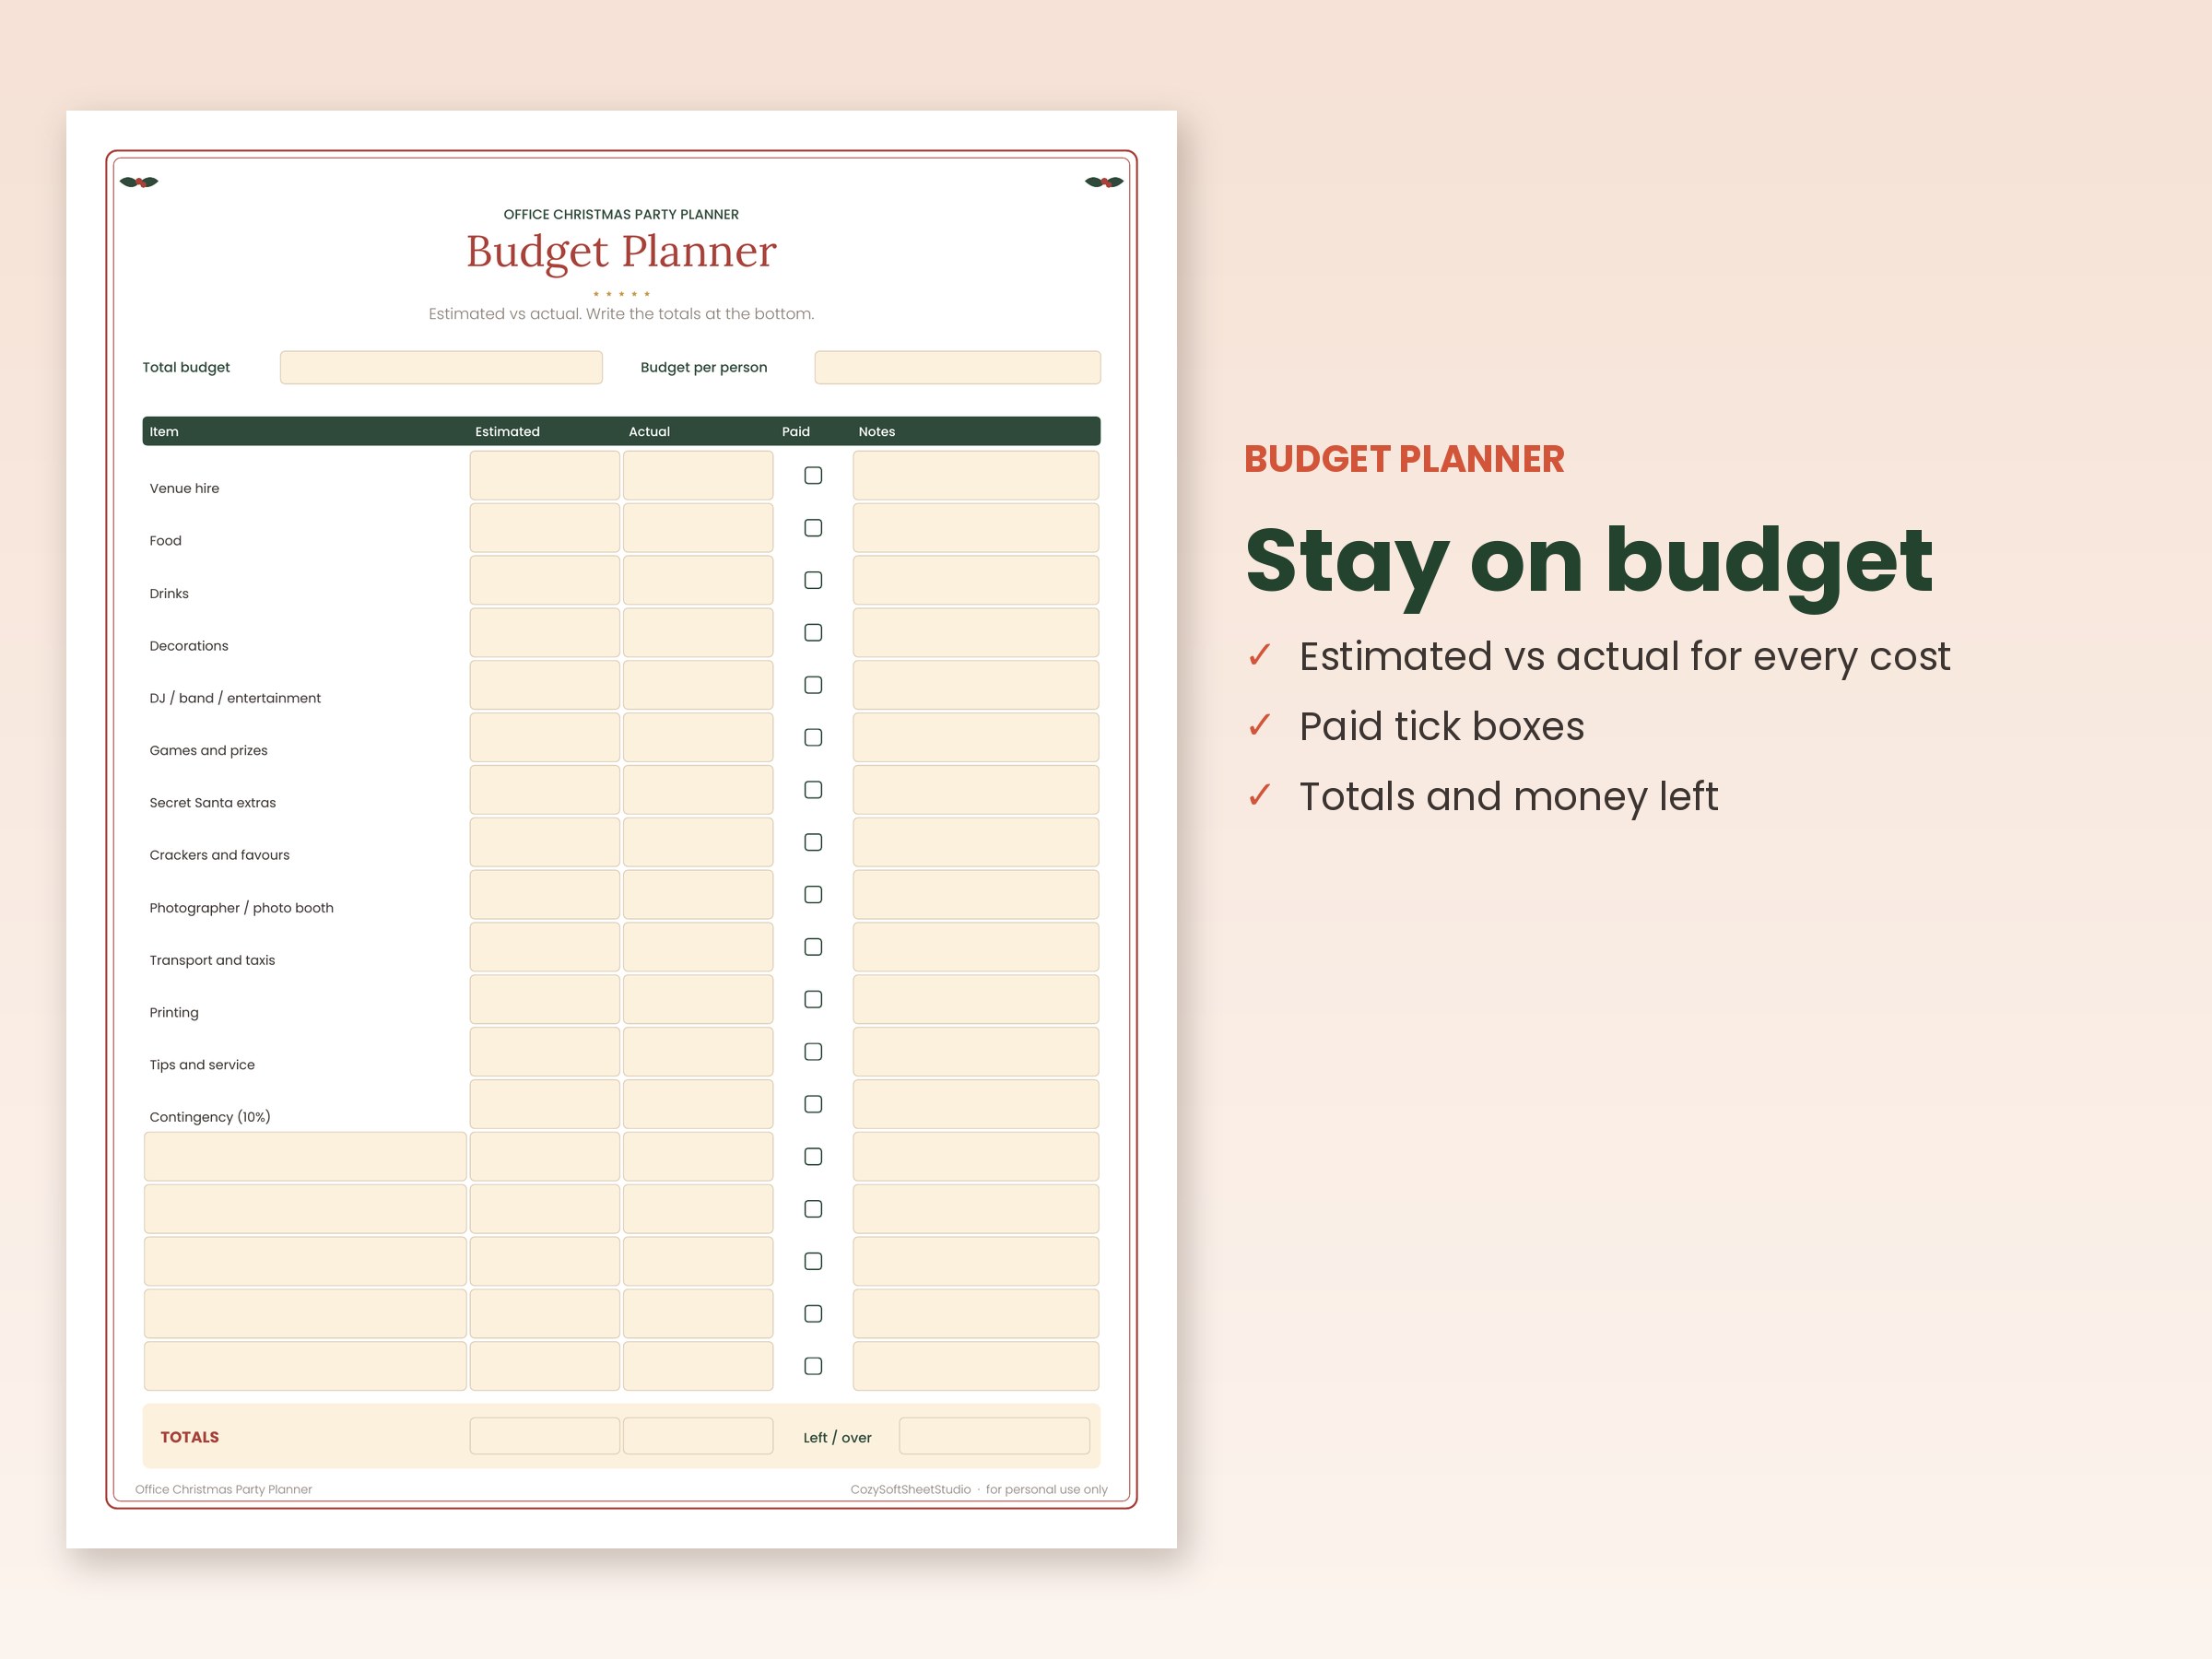 OFFICE CHRISTMAS PARTY PLANNER
Budget Planner
Estimated vs actual. Write the totals at the bottom.
Total budget Budget per person
Item Estimated Actual Paid Notes
Venue hire
Food
Drinks
Decorations
DJ / band / entertainment
Games and prizes
Secret Santa extras
Crackers and favours
Photographer / photo booth
Transport and taxis
Printing
Tips and service
Contingency (10%)
TOTALS Left / over
Office Christmas Party Planner CozySoftSheetStudio · for personal use only
BUDGET PLANNER
Stay on budget
✓ Estimated vs actual for every cost
✓ Paid tick boxes
✓ Totals and money left